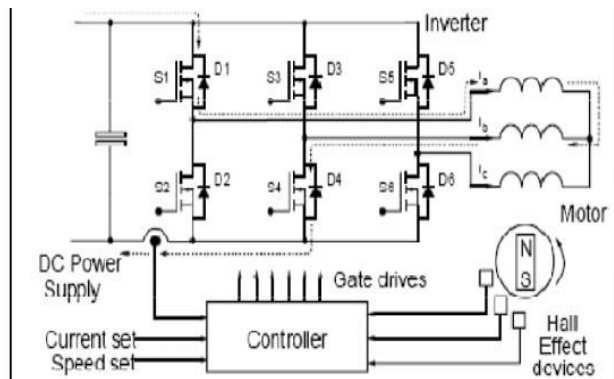 Inverter
S1
D1
S3
D3
S5
D5
Ia
Ib
Ic
S2
D2
S4
D4
S6
D6
Motor
DC Power
Supply
Gate drives
N
S
Current set
Speed set
Controller
Hall
Effect
devices